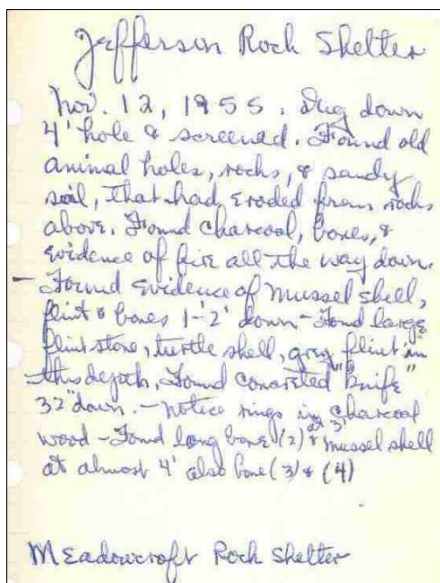 Jefferson Rock Shelter
Nov. 12, 1955. Dug down
4' hole & screened. Found old
animal holes, rocks, & sandy
soil, that had eroded from rocks
above. Found charcoal, bones, &
evidence of fire all the way down.
- Found evidence of mussel shell,
flint & bones 1-2' down - Found large
flint stone, turtle shell, grey flint in
this depth. Found concreted "Knife"
32" down. - Notice rings in charcoal
wood - Found long bone (2) at 3' & mussel shell
at almost 4' also bone (3) & (4)
Meadowcroft Rock Shelter